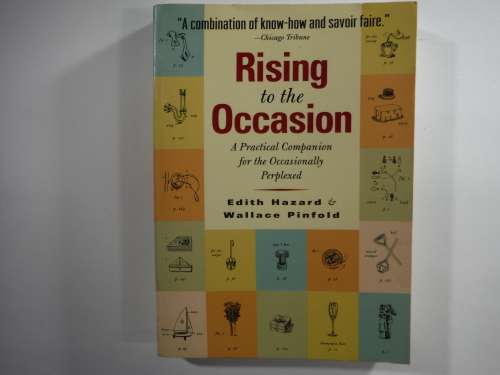 "A combination of know-how and savoir faire."
—Chicago Tribune
Rising
to the
Occasion
A Practical Companion
for the Occasionally
Perplexed
Edith Hazard &
Wallace Pinfold